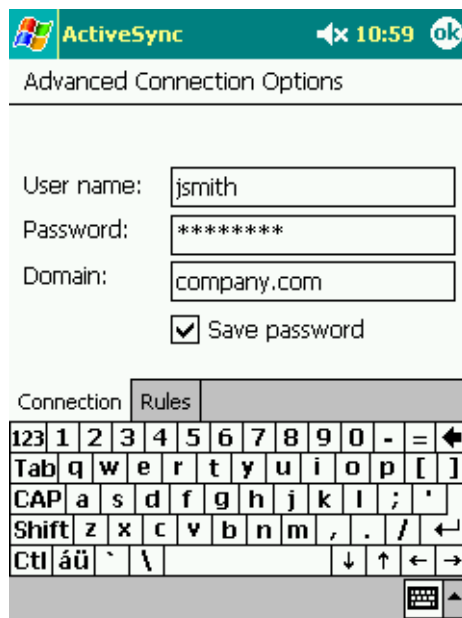 ActiveSync 10:59 ok
Advanced Connection Options
User name: jsmith
Password: ********
Domain: company.com
Save password
Connection Rules
123 1 2 3 4 5 6 7 8 9 0 - = 
Tab q w e r t y u i o p [ ]
CAP a s d f g h j k l ; '
Shift z x c v b n m , . /
Ctl áü ` \